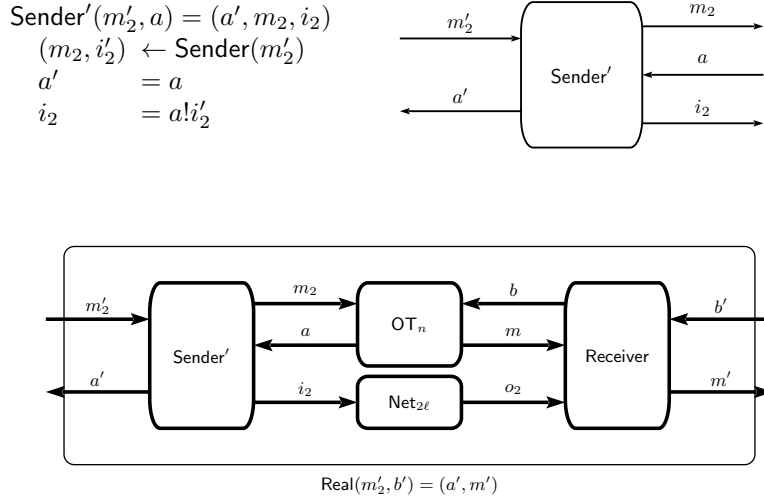 Sender′(m′₂, a) = (a′, m₂, i₂)
(m₂, i′₂) ← Sender(m′₂)
a′ = a
i₂ = a!i′₂
m′₂
a′
Sender′
m₂
a
i₂
m′₂
a′
Sender′
m₂
a
i₂
OTₙ
Net₂ℓ
b
m
o₂
Receiver
b′
m′
Real(m′₂, b′) = (a′, m′)